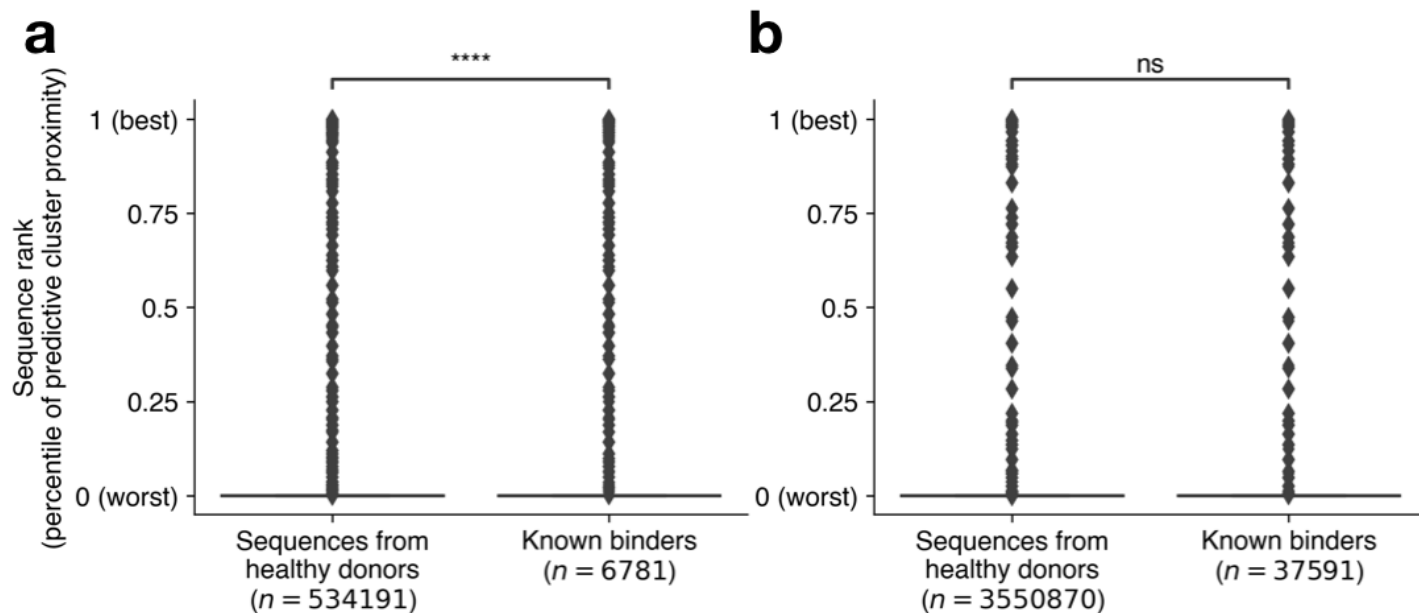 a
****
Sequence rank
(percentile of predictive cluster proximity)
1 (best)
0.75
0.5
0.25
0 (worst)
Sequences from
healthy donors
(n = 534191)
Known binders
(n = 6781)
b
ns
1 (best)
0.75
0.5
0.25
0 (worst)
Sequences from
healthy donors
(n = 3550870)
Known binders
(n = 37591)